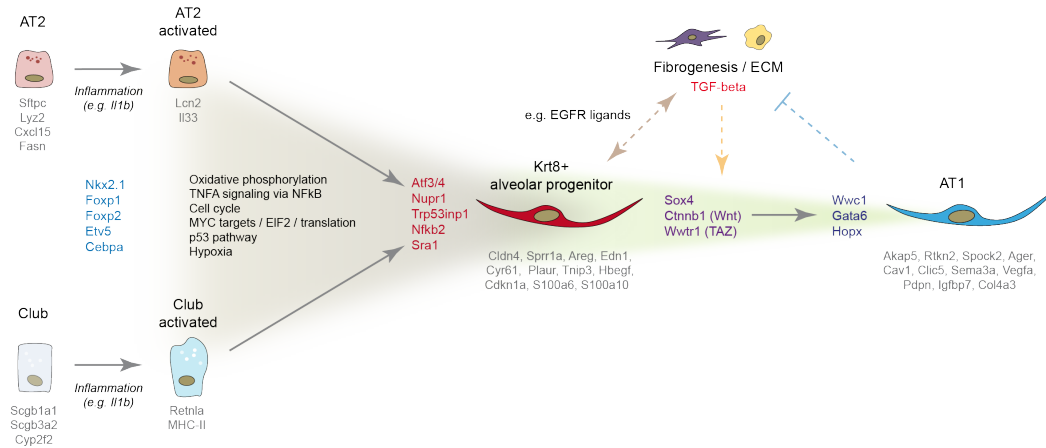 AT2
AT2
activated
Inflammation
(e.g. Il1b)
Sftpc
Lyz2
Cxcl15
Fasn
Lcn2
Il33
Fibrogenesis / ECM
TGF-beta
e.g. EGFR ligands
Nkx2.1
Foxp1
Foxp2
Etv5
Cebpa
Oxidative phosphorylation
TNFA signaling via NFkB
Cell cycle
MYC targets / EIF2 / translation
p53 pathway
Hypoxia
Atf3/4
Nupr1
Trp53inp1
Nfkb2
Sra1
Krt8+
alveolar progenitor
Cldn4, Sprr1a, Areg, Edn1,
Cyr61, Plaur, Tnip3, Hbegf,
Cdkn1a, S100a6, S100a10
Sox4
Ctnnb1 (Wnt)
Wwtr1 (TAZ)
Wwc1
Gata6
Hopx
AT1
Akap5, Rtkn2, Spock2, Ager,
Cav1, Clic5, Sema3a, Vegfa,
Pdpn, Igfbp7, Col4a3
Club
Club
activated
Inflammation
(e.g. Il1b)
Scgb1a1
Scgb3a2
Cyp2f2
Retnla
MHC-II